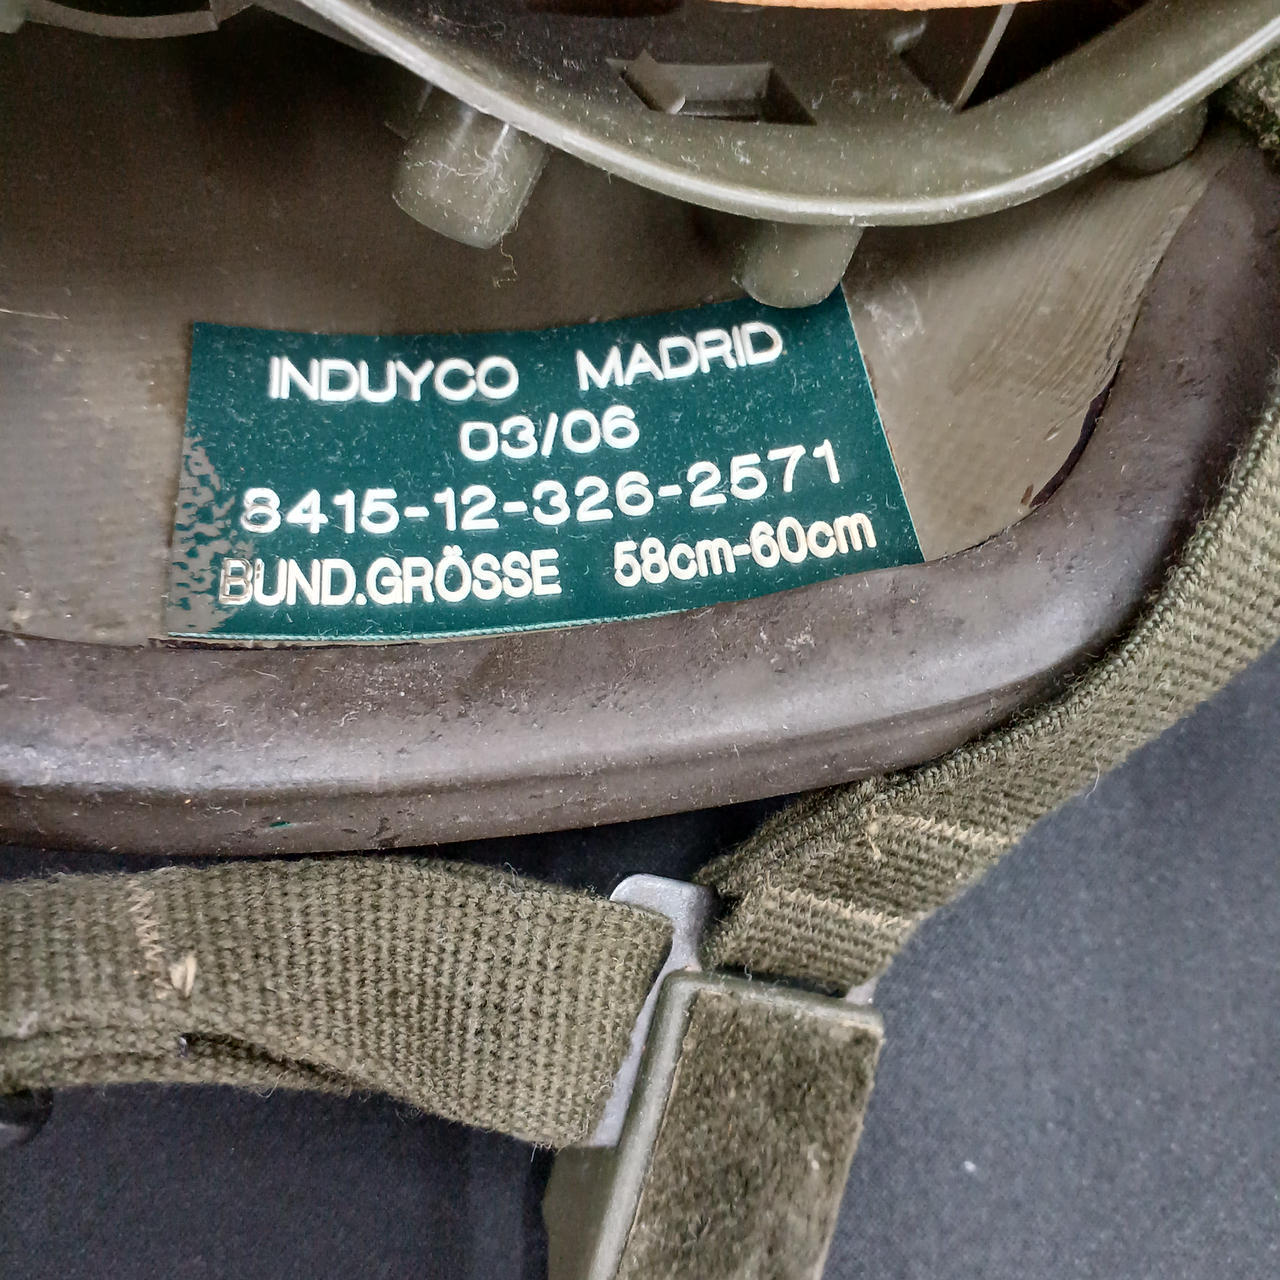 INDUYCO MADRID
03/06
8415-12-326-2571
BUND.GRÖSSE 58cm-60cm